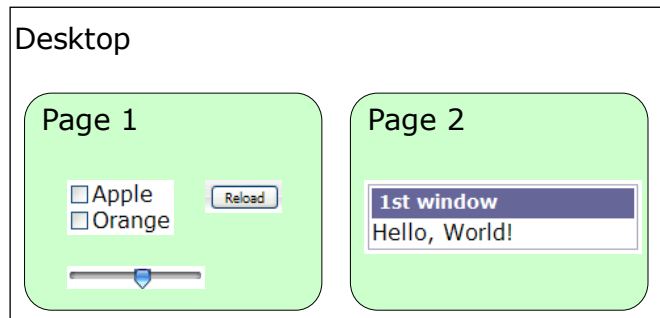 Desktop
Page 1
Apple
Orange
Reload
Page 2
1st window
Hello, World!